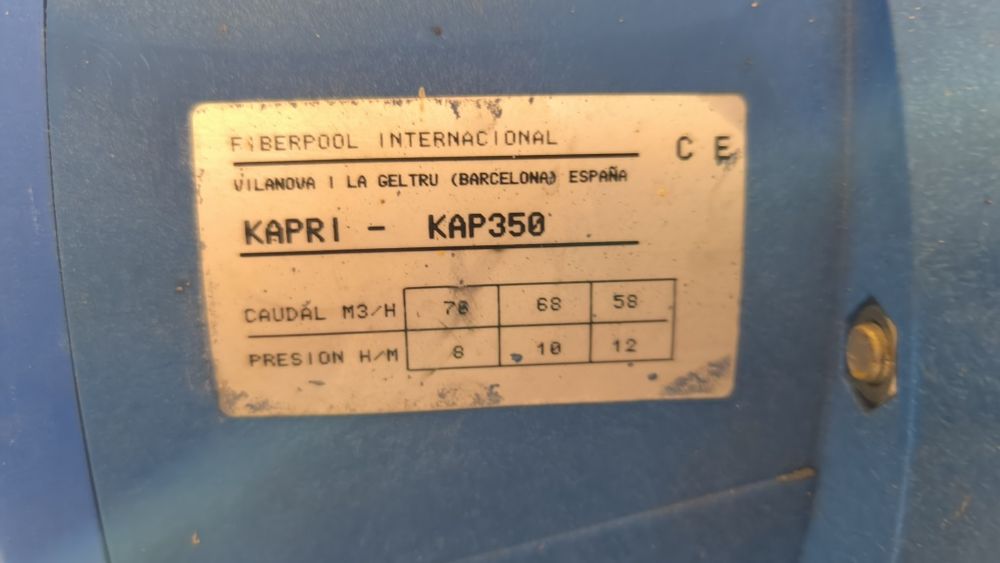 FIBERPOOL INTERNACIONAL
C E
VILANOVA I LA GELTRU (BARCELONA) ESPAÑA
KAPRI - KAP350
CAUDAL M3/H 70 68 58
PRESION H/M 8 10 12